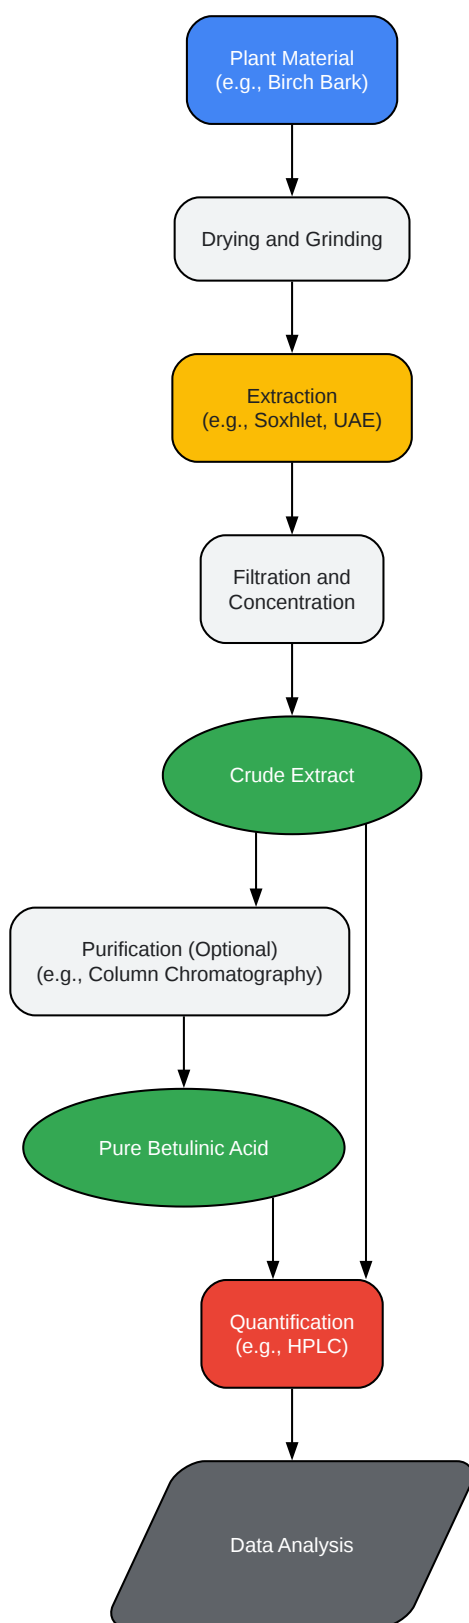 Plant Material
(e.g., Birch Bark)
Drying and Grinding
Extraction
(e.g., Soxhlet, UAE)
Filtration and
Concentration
Crude Extract
Purification (Optional)
(e.g., Column Chromatography)
Pure Betulinic Acid
Quantification
(e.g., HPLC)
Data Analysis